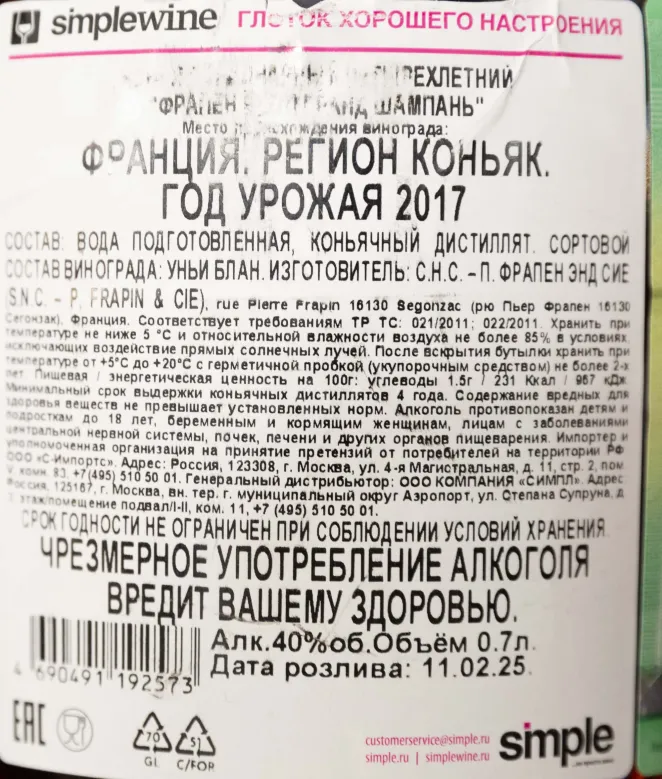 simplewine ГЛОТОК ХОРОШЕГО НАСТРОЕНИЯ
"ФРАПЕН ШАМПАНЬ"
Место происхождения винограда:
ФРАНЦИЯ. РЕГИОН КОНЬЯК.
ГОД УРОЖАЯ 2017
СОСТАВ: ВОДА ПОДГОТОВЛЕННАЯ, КОНЬЯЧНЫЙ ДИСТИЛЛЯТ. СОРТОВОЙ
СОСТАВ ВИНОГРАДА: УНЬИ БЛАН. ИЗГОТОВИТЕЛЬ: С.Н.С. – П. ФРАПЕН ЭНД СИЕ
S.N.C. – P. FRAPIN & CIE), rue Pierre Frapin 16130 Segonzac (рю Пьер Фрапен 16130
Сегонзак), Франция. Соответствует требованиям ТР ТС: 021/2011; 022/2011. Хранить при
температуре не ниже 5 °С и относительной влажности воздуха не более 85% в условиях,
исключающих воздействие прямых солнечных лучей. После вскрытия бутылки хранить при
температуре от +5°С до +20°С с герметичной пробкой (укупорочным средством) не более 2-х
лет Пищевая / энергетическая ценность на 100г: углеводы 1.5г / 231 Ккал / 967 кДж.
Минимальный срок выдержки коньячных дистиллятов 4 года. Содержание вредных для
здоровья веществ не превышает установленных норм. Алкоголь противопоказан детям и
подросткам до 18 лет, беременным и кормящим женщинам, лицам с заболеваниями
центральной нервной системы, почек, печени и других органов пищеварения. Импортер и
уполномоченная организация на принятие претензий от потребителей на территории РФ
ООО «С-Импортс». Адрес: Россия, 123308, г. Москва, ул. 4-я Магистральная, д. 11, стр. 2, пом.
V, комн. 93 +7(495) 510 50 01. Генеральный дистрибьютор: ООО КОМПАНИЯ «СИМПЛ». Адрес:
Россия, 125167, г. Москва, вн. тер. г. муниципальный округ Аэропорт, ул. Степана Супруна, д.
этаж/помещение подвал/I-II, ком. 11, +7 (495) 510 50 01.
СРОК ГОДНОСТИ НЕ ОГРАНИЧЕН ПРИ СОБЛЮДЕНИИ УСЛОВИЙ ХРАНЕНИЯ.
ЧРЕЗМЕРНОЕ УПОТРЕБЛЕНИЕ АЛКОГОЛЯ
ВРЕДИТ ВАШЕМУ ЗДОРОВЬЮ.
Алк.40%об.Объём 0.7л.
Дата розлива: 11.02.25.
4 690491 192573
EAC
70 GL
51 C/FOR
customerservice@simple.ru
simple.ru | simplewine.ru
simple